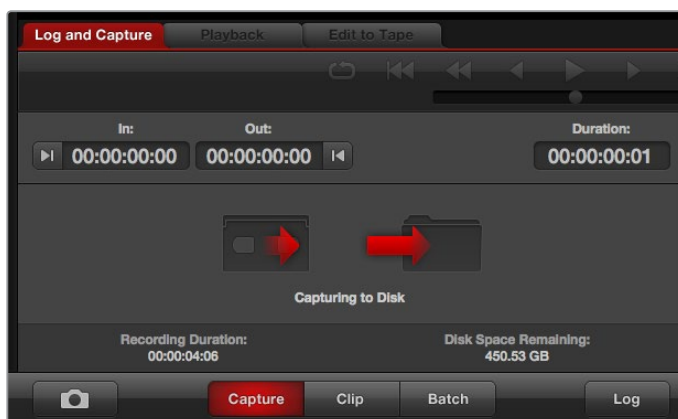 Log and Capture Playback Edit to Tape
In: Out: Duration:
00:00:00:00 00:00:00:00 00:00:00:01
Capturing to Disk
Recording Duration: Disk Space Remaining:
00:00:04:06 450.53 GB
Capture Clip Batch Log